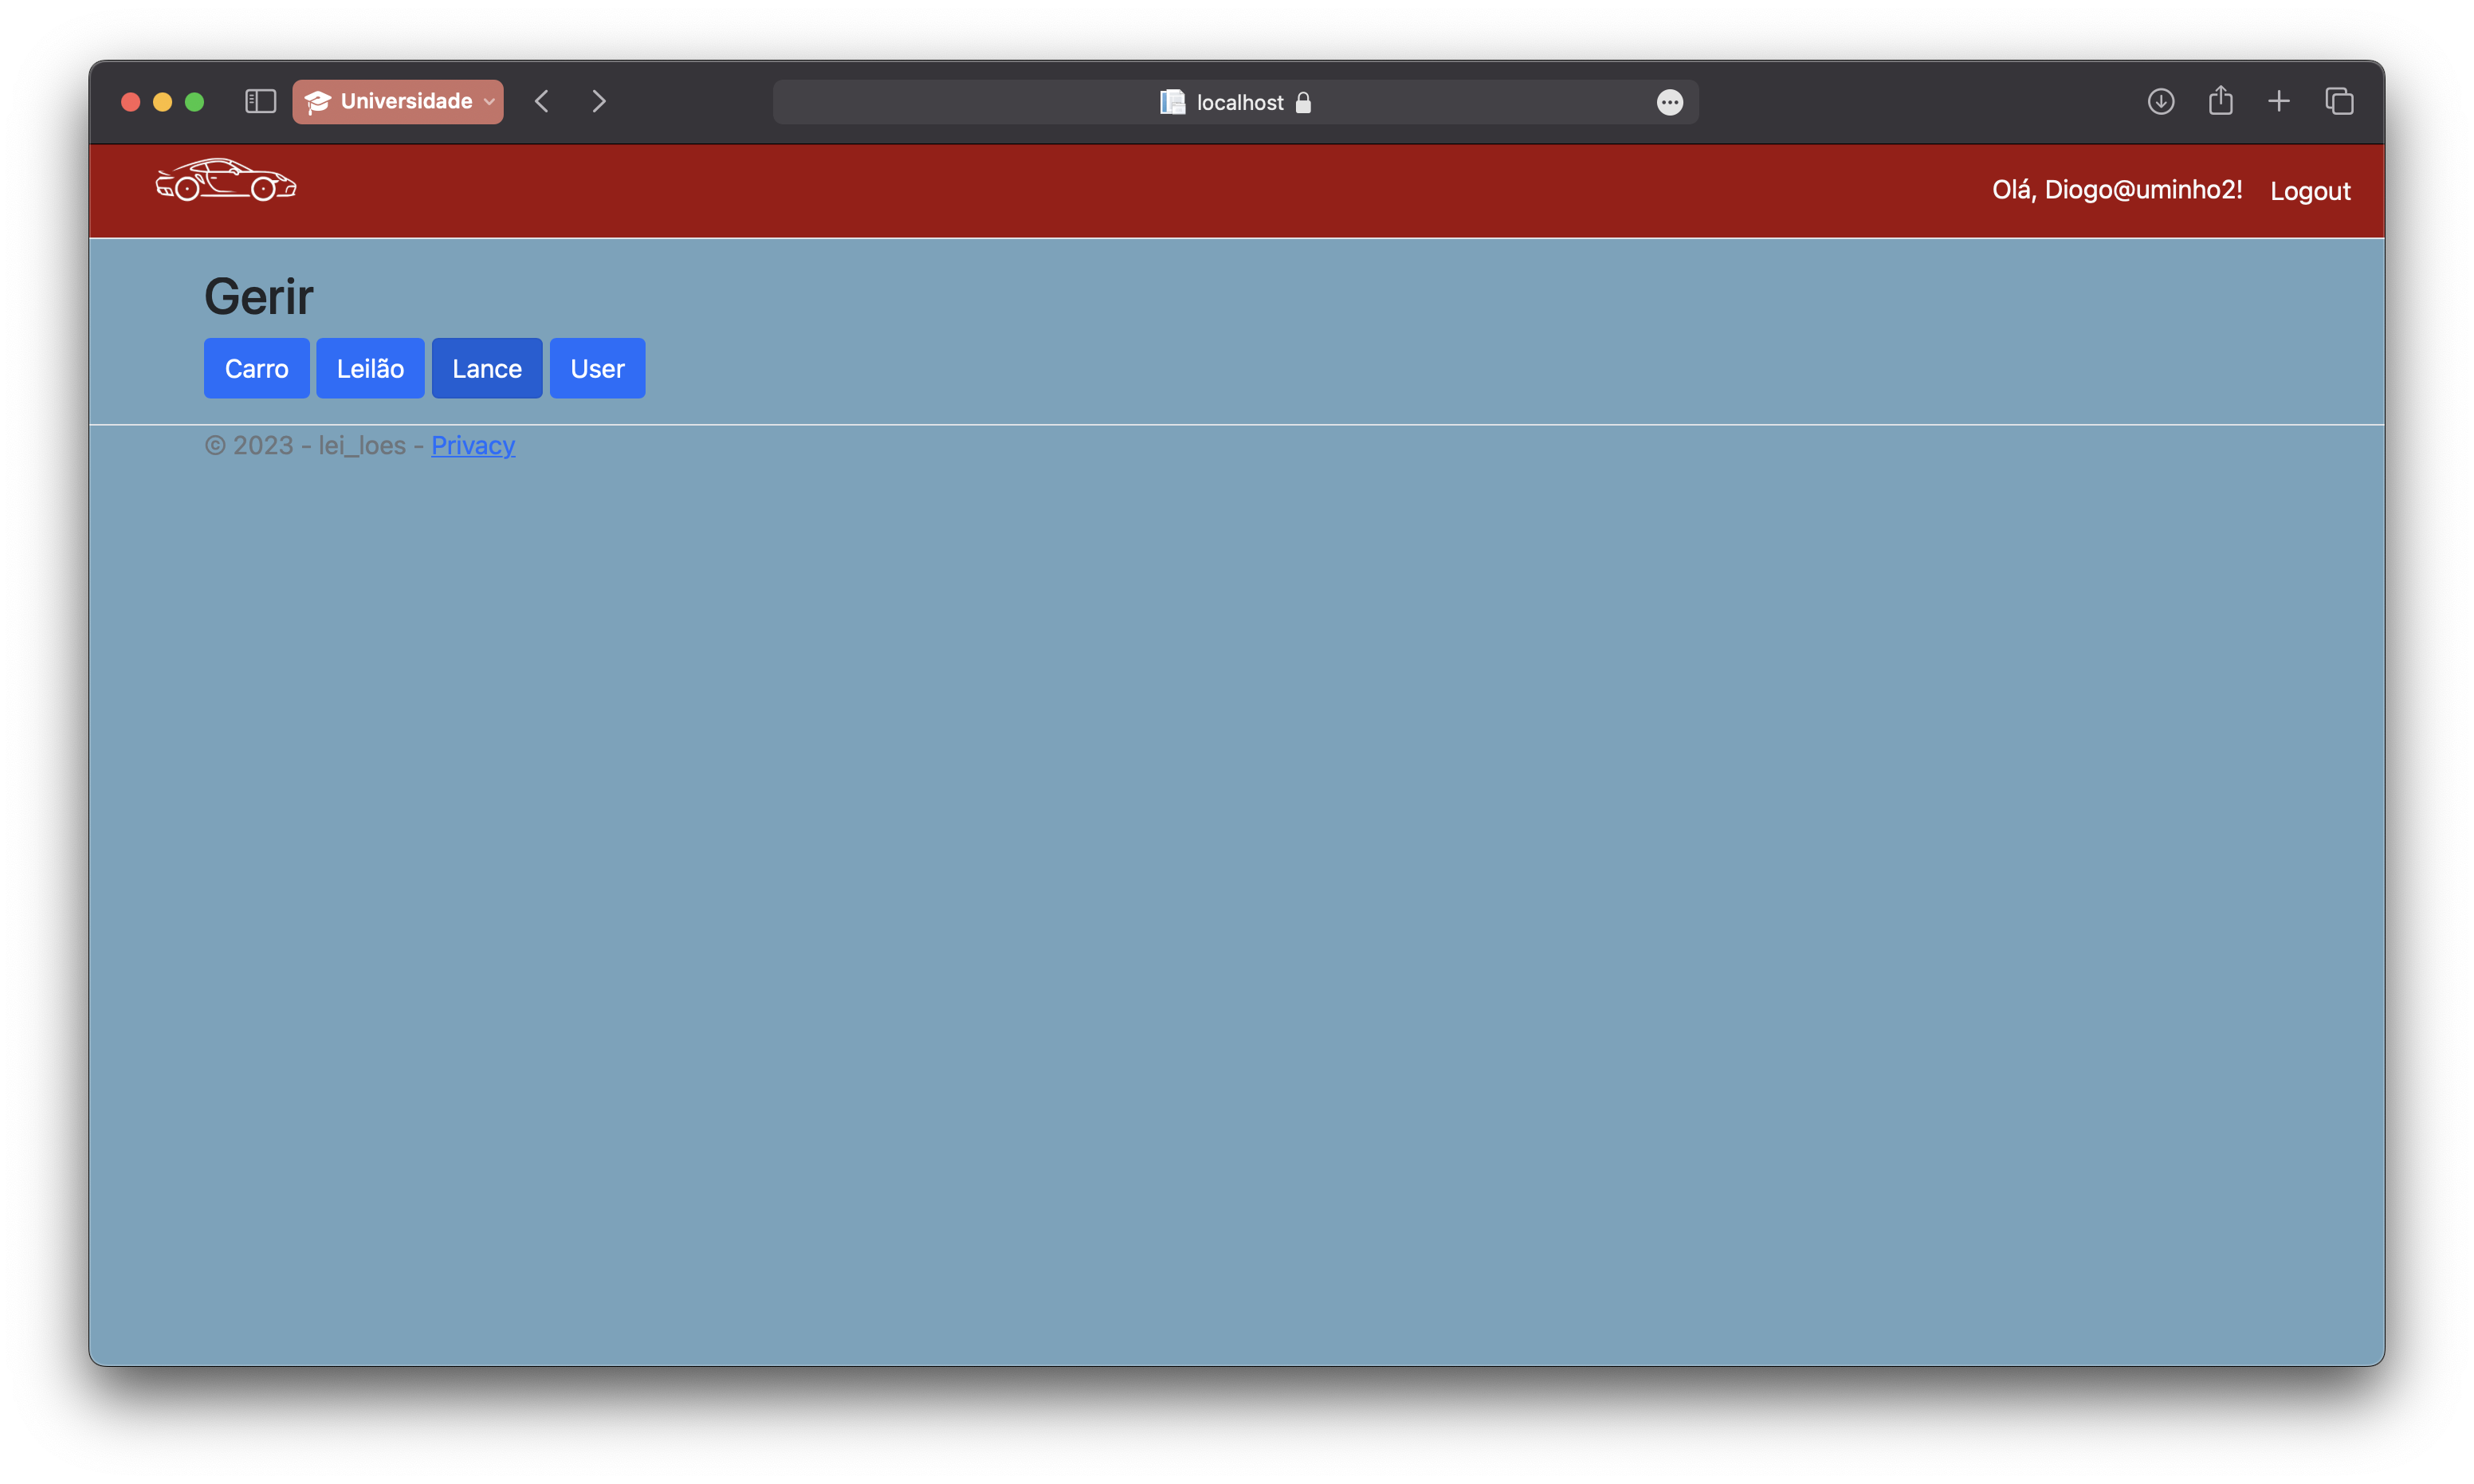 Universidade
localhost
Olá, Diogo@uminho2! Logout
Gerir
Carro Leilão Lance User
© 2023 - lei_loes - Privacy